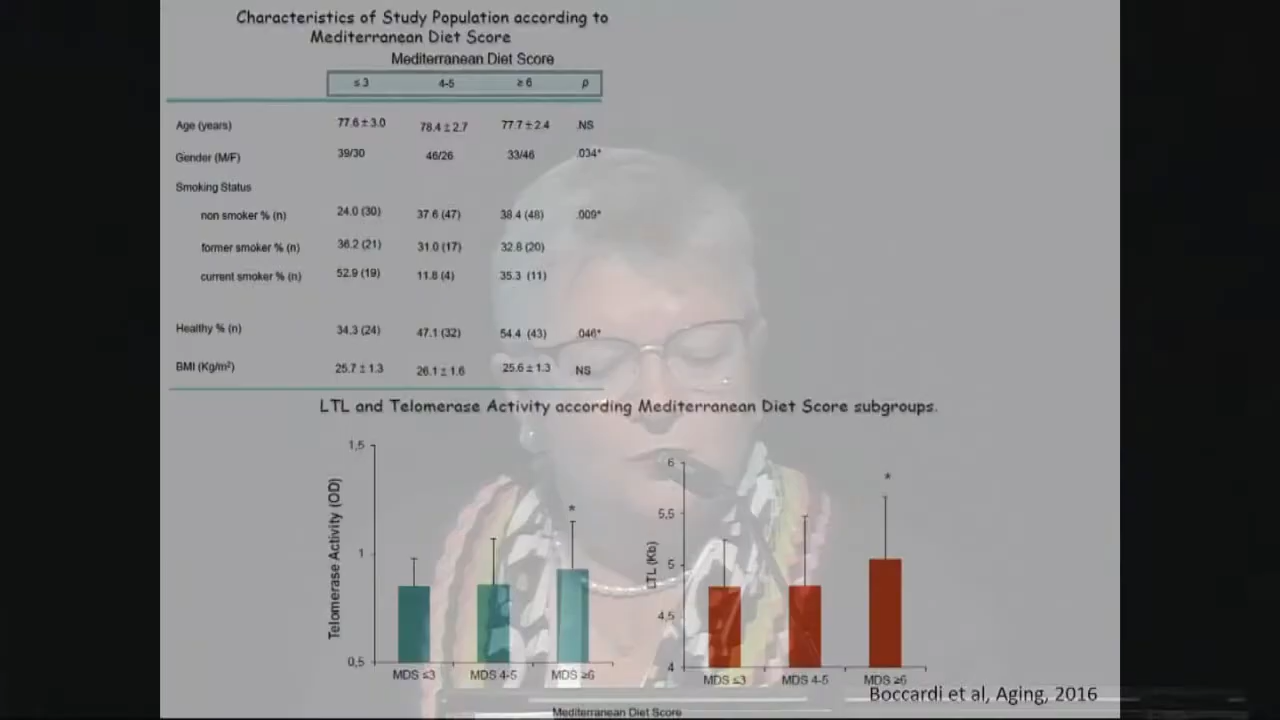 Characteristics of Study Population according to
Mediterranean Diet Score
Mediterranean Diet Score
≤ 3 4-5 ≥ 6 p
Age (years) 77.6 ± 3.0 78.4 ± 2.7 77.7 ± 2.4 NS
Gender (M/F) 39/30 46/26 33/46 .034*
Smoking Status
non smoker % (n) 24.0 (30) 37.6 (47) 38.4 (48) .009*
former smoker % (n) 36.2 (21) 31.0 (17) 32.8 (20)
current smoker % (n) 52.9 (19) 11.8 (4) 35.3 (11)
Healthy % (n) 34.3 (24) 47.1 (32) 54.4 (43) .046*
BMI (Kg/m²) 25.7 ± 1.3 26.1 ± 1.6 25.6 ± 1.3 NS
LTL and Telomerase Activity according Mediterranean Diet Score subgroups.
Telomerase Activity (OD)
1,5
1
0,5
*
MDS ≤3 MDS 4-5 MDS ≥6
LTL (Kb)
6
5,5
5
4,5
4
*
MDS ≤3 MDS 4-5 MDS ≥6
Boccardi et al, Aging, 2016
Mediterranean Diet Score